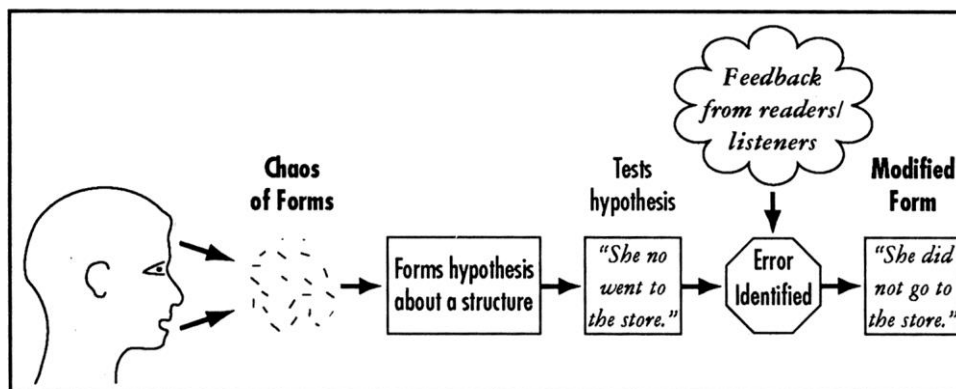 Feedback
from readers/
listeners
Chaos
of Forms
Tests
hypothesis
Modified
Form
Forms hypothesis
about a structure
"She no
went to
the store."
Error
Identified
"She did
not go to
the store."